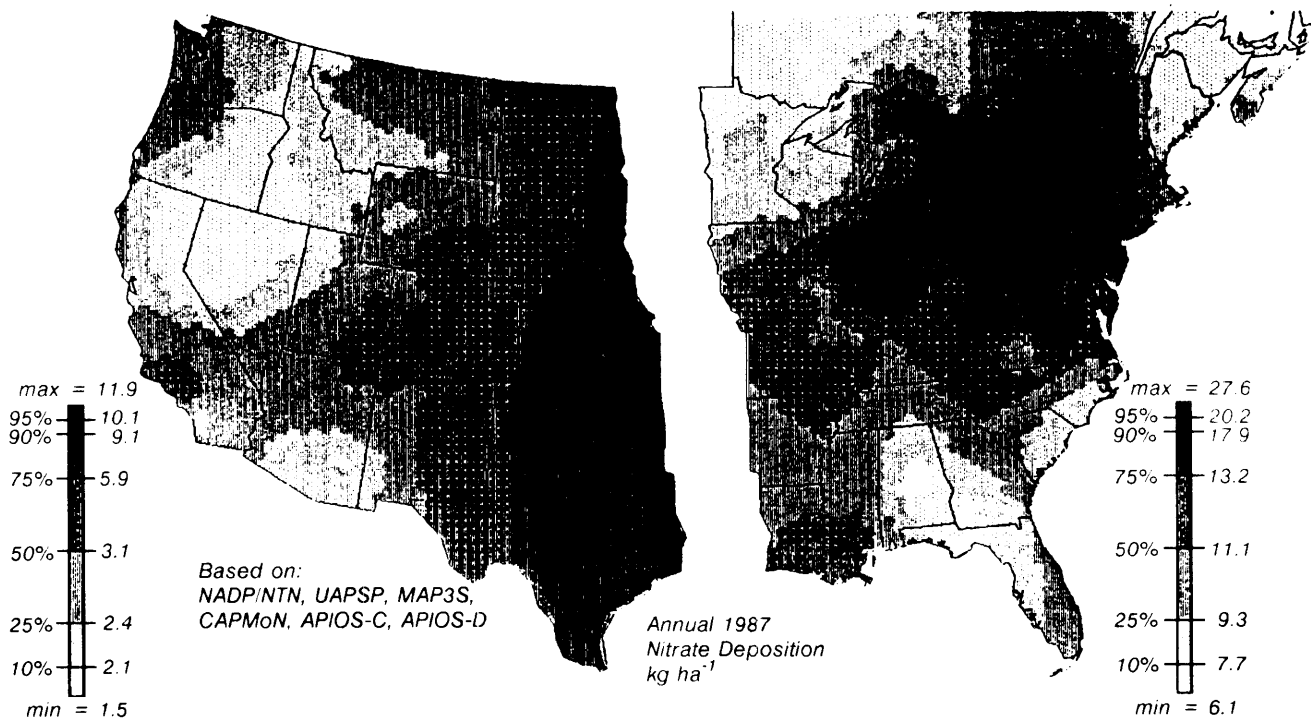 max = 11.9
95% 10.1
90% 9.1
75% 5.9
50% 3.1
25% 2.4
10% 2.1
min = 1.5
Based on:
NADP/NTN, UAPSP, MAP3S,
CAPMoN, APIOS-C, APIOS-D
Annual 1987
Nitrate Deposition
kg ha⁻¹
max = 27.6
95% 20.2
90% 17.9
75% 13.2
50% 11.1
25% 9.3
10% 7.7
min = 6.1